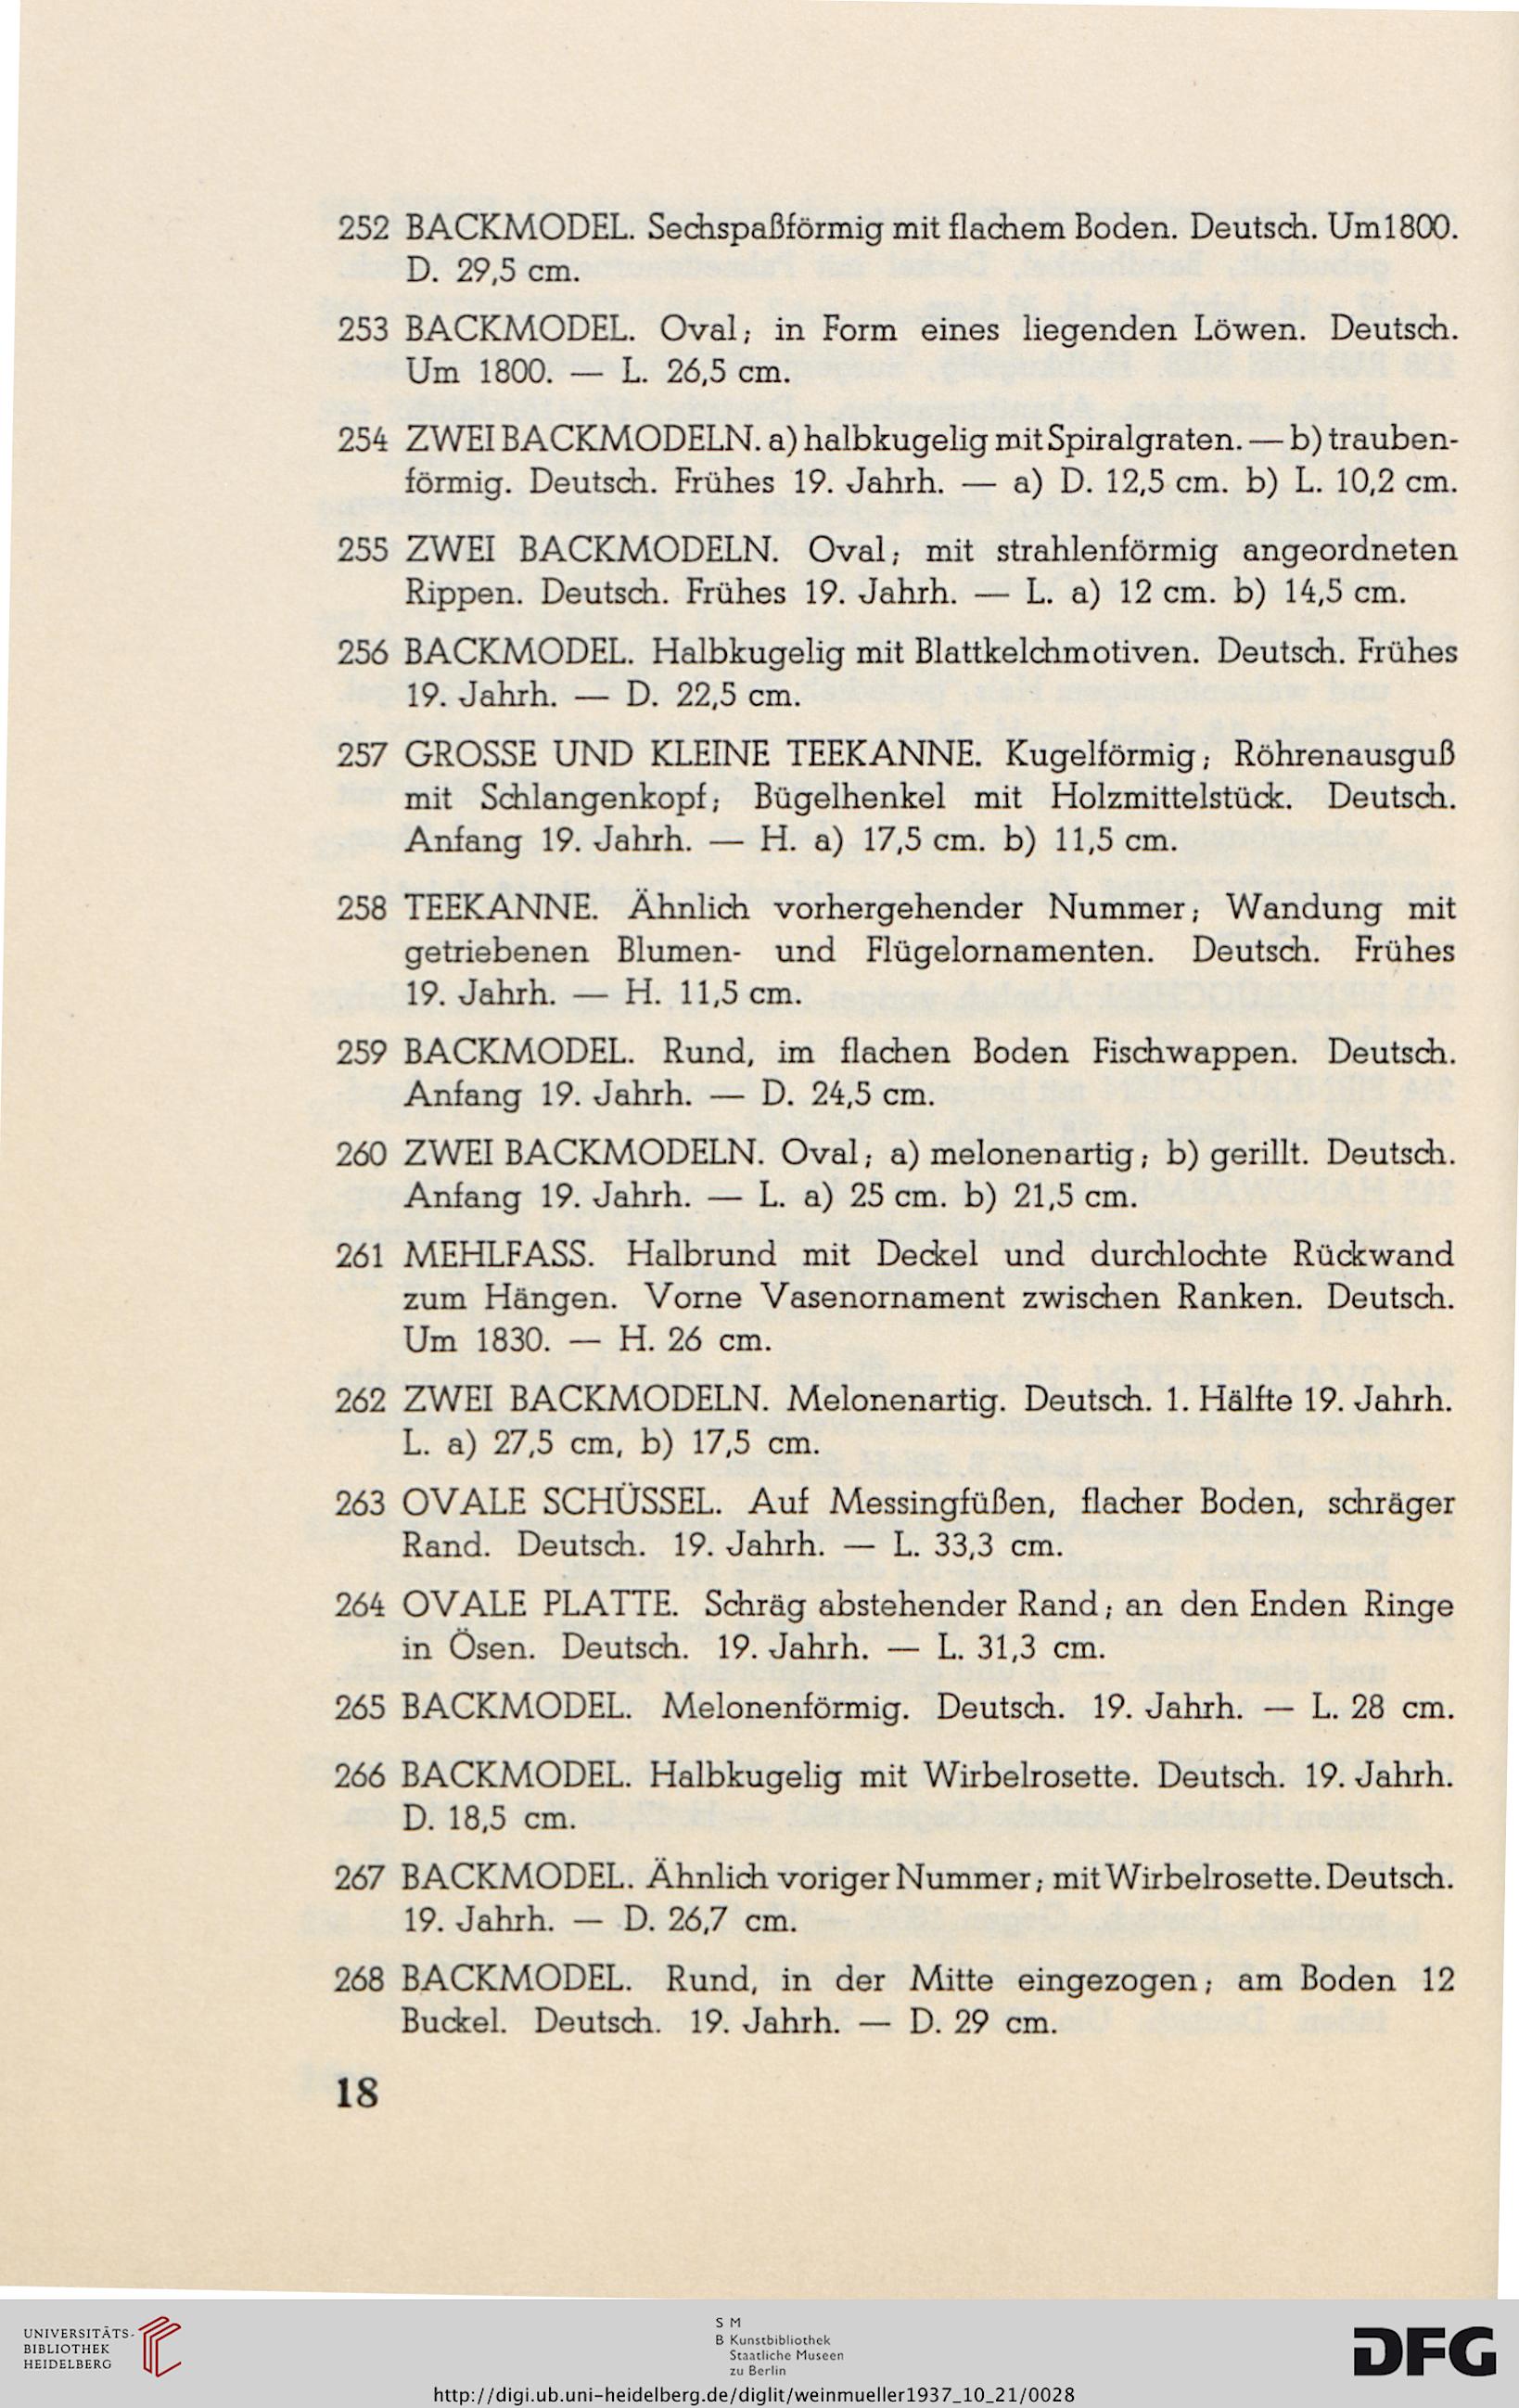 252 BACKMODEL. Sechspaßförmig mit flachem Boden. Deutsch. Um 1800.
D. 29,5 cm.
253 BACKMODEL. Oval; in Form eines liegenden Löwen. Deutsch.
Um 1800. — L. 26,5 cm.
254 ZWEI BACKMODELN. a) halbkugelig mit Spiralgraten. — b) trauben-
förmig. Deutsch. Frühes 19. Jahrh. — a) D. 12,5 cm. b) L. 10,2 cm.
255 ZWEI BACKMODELN. Oval; mit strahlenförmig angeordneten
Rippen. Deutsch. Frühes 19. Jahrh. — L. a) 12 cm. b) 14,5 cm.
256 BACKMODEL. Halbkugelig mit Blattkelchmotiven. Deutsch. Frühes
19. Jahrh. — D. 22,5 cm.
257 GROSSE UND KLEINE TEEKANNE. Kugelförmig; Röhrenausguß
mit Schlangenkopf; Bügelhenkel mit Holzmittelstück. Deutsch.
Anfang 19. Jahrh. — H. a) 17,5 cm. b) 11,5 cm.
258 TEEKANNE. Ähnlich vorhergehender Nummer; Wandung mit
getriebenen Blumen- und Flügelornamenten. Deutsch. Frühes
19. Jahrh. — H. 11,5 cm.
259 BACKMODEL. Rund, im flachen Boden Fischwappen. Deutsch.
Anfang 19. Jahrh. — D. 24,5 cm.
260 ZWEI BACKMODELN. Oval; a) melonenartig; b) gerillt. Deutsch.
Anfang 19. Jahrh. — L. a) 25 cm. b) 21,5 cm.
261 MEHLFASS. Halbrund mit Deckel und durchlochte Rückwand
zum Hängen. Vorne Vasenornament zwischen Ranken. Deutsch.
Um 1830. — H. 26 cm.
262 ZWEI BACKMODELN. Melonenartig. Deutsch. 1. Hälfte 19. Jahrh.
L. a) 27,5 cm, b) 17,5 cm.
263 OVALE SCHÜSSEL. Auf Messingfüßen, flacher Boden, schräger
Rand. Deutsch. 19. Jahrh. — L. 33,3 cm.
264 OVALE PLATTE. Schräg abstehender Rand; an den Enden Ringe
in Ösen. Deutsch. 19. Jahrh. — L. 31,3 cm.
265 BACKMODEL. Melonenförmig. Deutsch. 19. Jahrh. — L. 28 cm.
266 BACKMODEL. Halbkugelig mit Wirbelrosette. Deutsch. 19. Jahrh.
D. 18,5 cm.
267 BACKMODEL. Ähnlich voriger Nummer; mit Wirbelrosette. Deutsch.
19. Jahrh. — D. 26,7 cm.
268 BACKMODEL. Rund, in der Mitte eingezogen; am Boden 12
Buckel. Deutsch. 19. Jahrh. — D. 29 cm.
18
UNIVERSITÄTS-
BIBLIOTHEK
HEIDELBERG
S M
B Kunstbibliothek
Staatliche Museen
zu Berlin
DFG
http://digi.ub.uni-heidelberg.de/diglit/weinmueller1937_10_21/0028